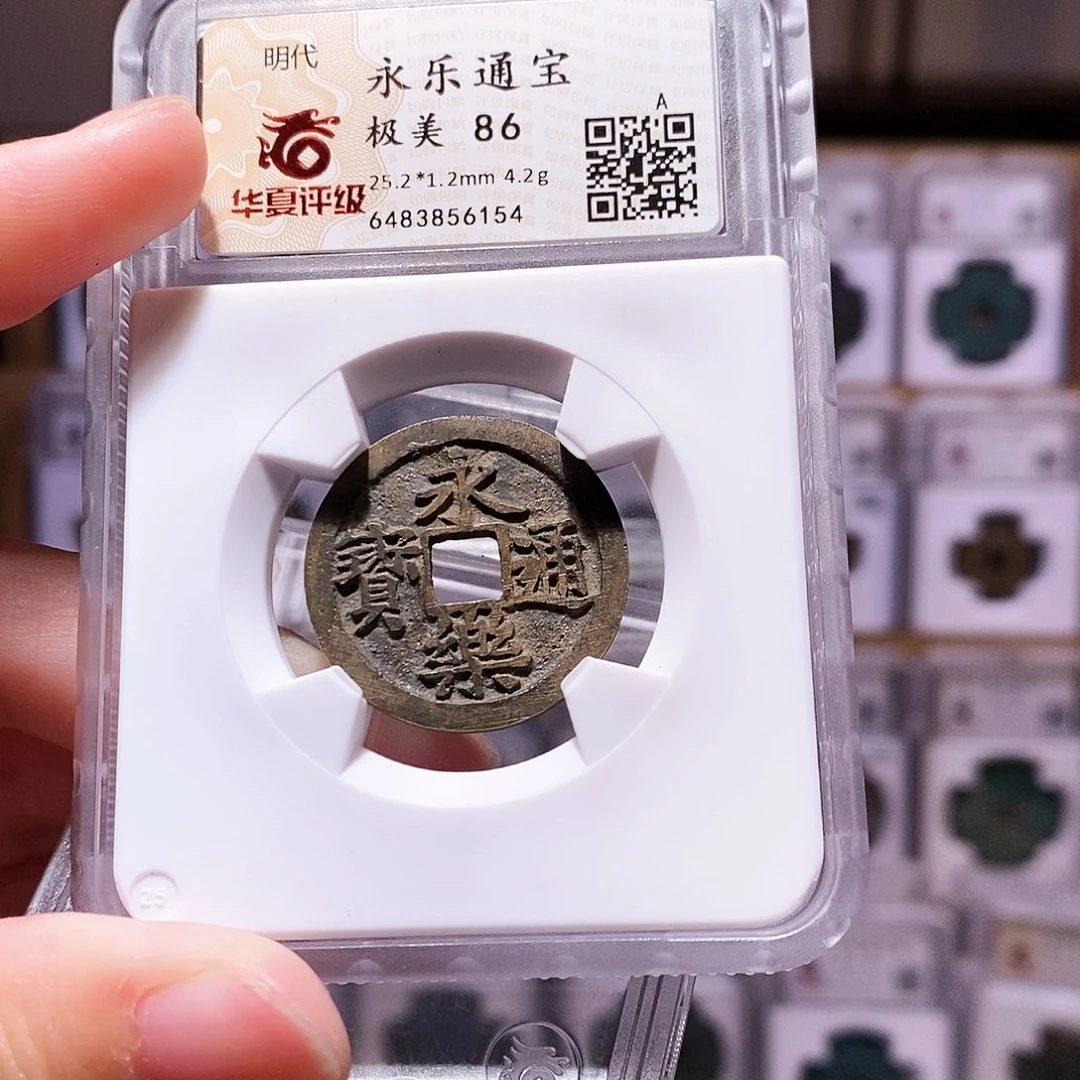 明代
永乐通宝
极美 86
A
华夏评级
25.2*1.2mm 4.2g
6483856154
永
寶 通
樂
25